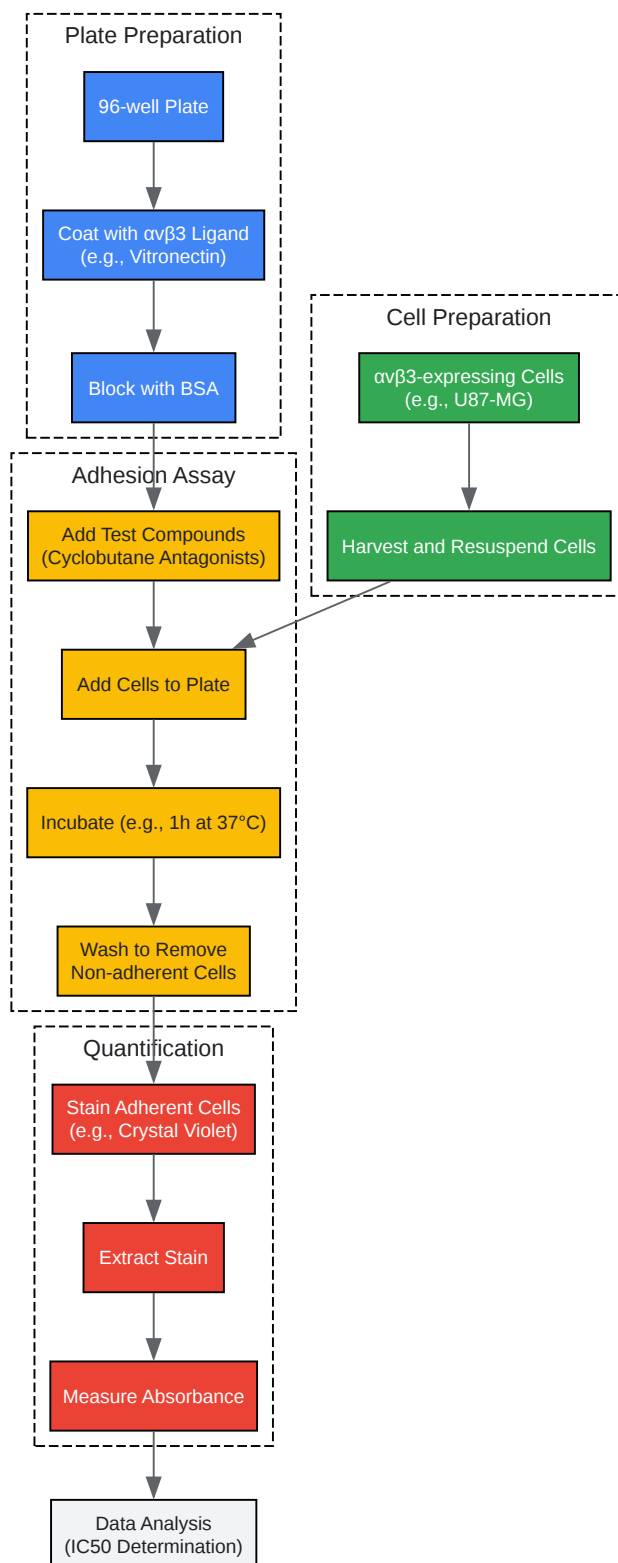 Plate Preparation
96-well Plate
Coat with αvβ3 Ligand
(e.g., Vitronectin)
Block with BSA
Cell Preparation
αvβ3-expressing Cells
(e.g., U87-MG)
Harvest and Resuspend Cells
Adhesion Assay
Add Test Compounds
(Cyclobutane Antagonists)
Add Cells to Plate
Incubate (e.g., 1h at 37°C)
Wash to Remove
Non-adherent Cells
Quantification
Stain Adherent Cells
(e.g., Crystal Violet)
Extract Stain
Measure Absorbance
Data Analysis
(IC50 Determination)